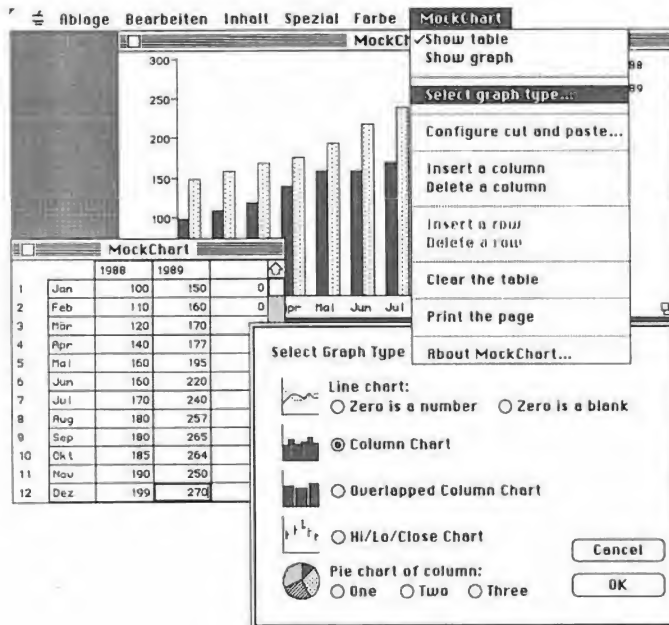 Ablage Bearbeiten Inhalt Spezial Farbe MockChart
MockCh
✓Show table
Show graph
Select graph type...
Configure cut and paste...
Insert a column
Delete a column
Insert a row
Delete a row
Clear the table
Print the page
About MockChart...
88
89
300
250
200
150
100
Mai Jun Jul
MockChart
1988 1989
1 Jan 100 150 0
2 Feb 110 160 0
3 Mär 120 170
4 Apr 140 177
5 Mai 160 195
6 Jun 160 220
7 Jul 170 240
8 Aug 180 257
9 Sep 180 265
10 Okt 185 264
11 Nov 190 250
12 Dez 199 270
Select Graph Type
Line chart:
Zero is a number Zero is a blank
Column Chart
Overlapped Column Chart
Hi/Lo/Close Chart
Pie chart of column:
One Two Three
Cancel
OK